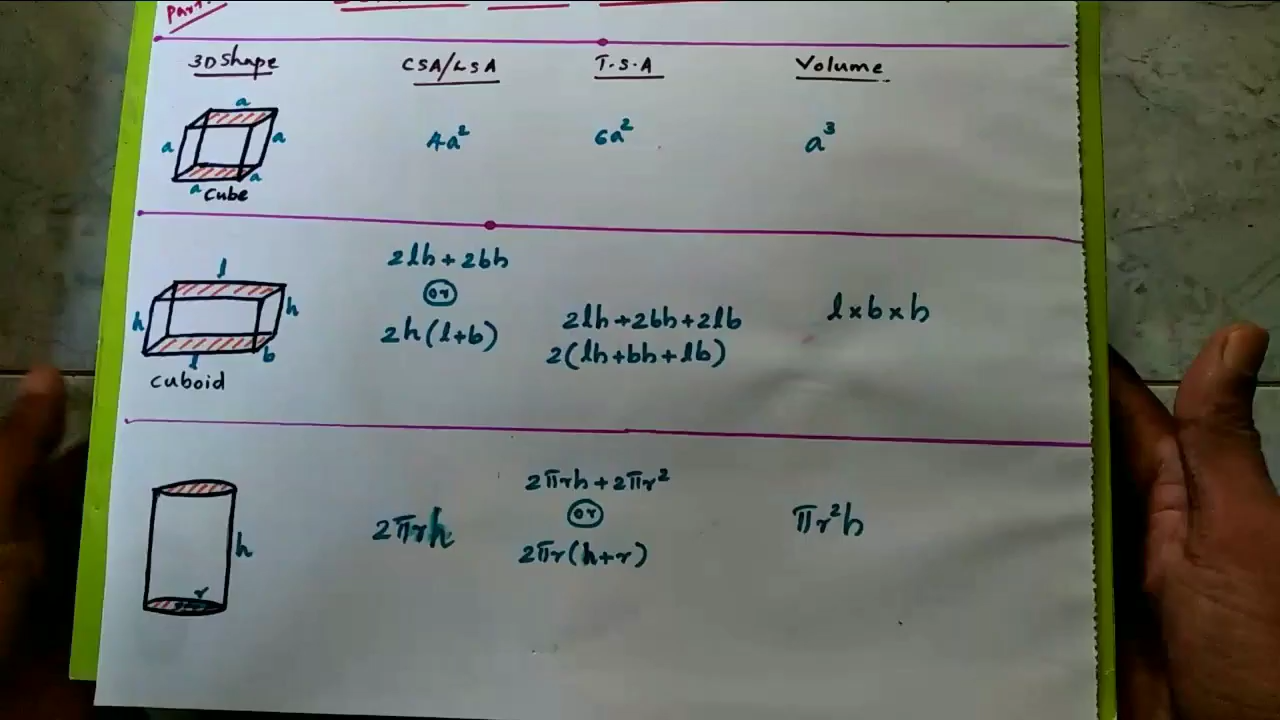 Part
3D Shape CSA/LSA T.S.A Volume
a
a a 4a² 6a² a³
a a
Cube
l 2lh + 2bh
h h or l×b×h
2h(l+b) 2lh+2bh+2lb
l b 2(lh+bh+lb)
cuboid
2πrh + 2πr²
h 2πrh or πr²h
2πr(h+r)
r